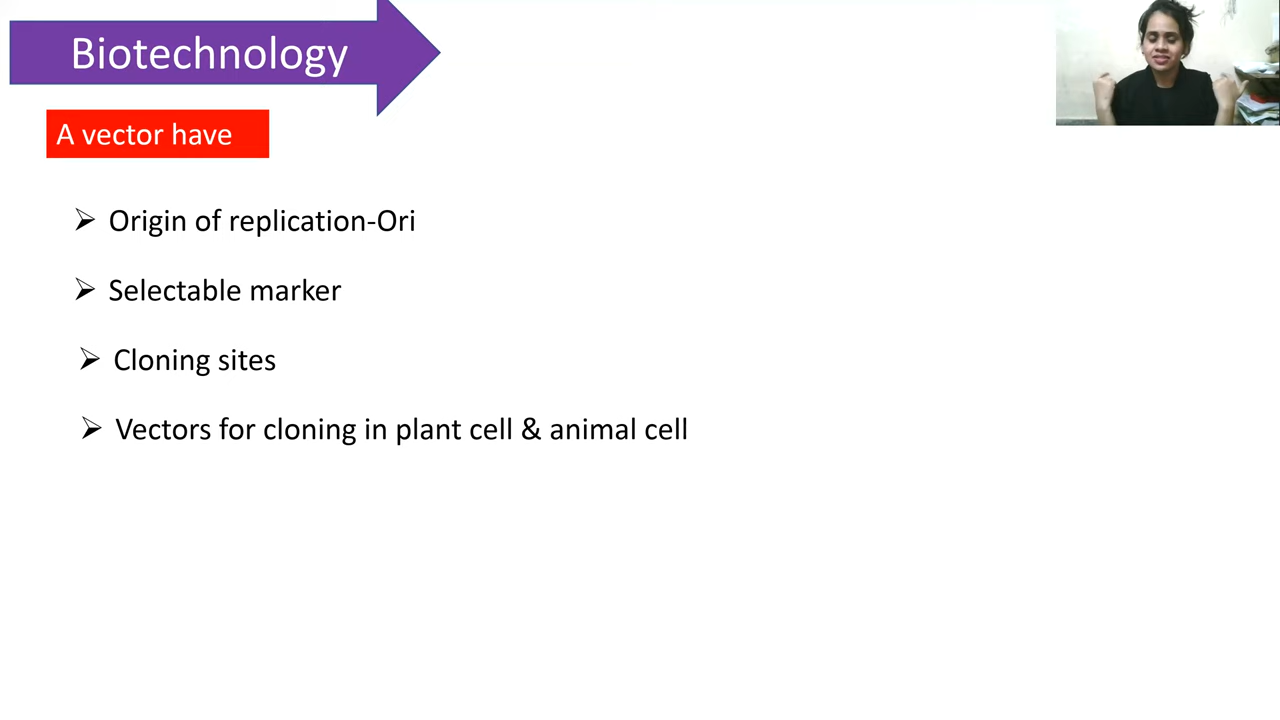 Biotechnology
A vector have
➢ Origin of replication-Ori
➢ Selectable marker
➢ Cloning sites
➢ Vectors for cloning in plant cell & animal cell